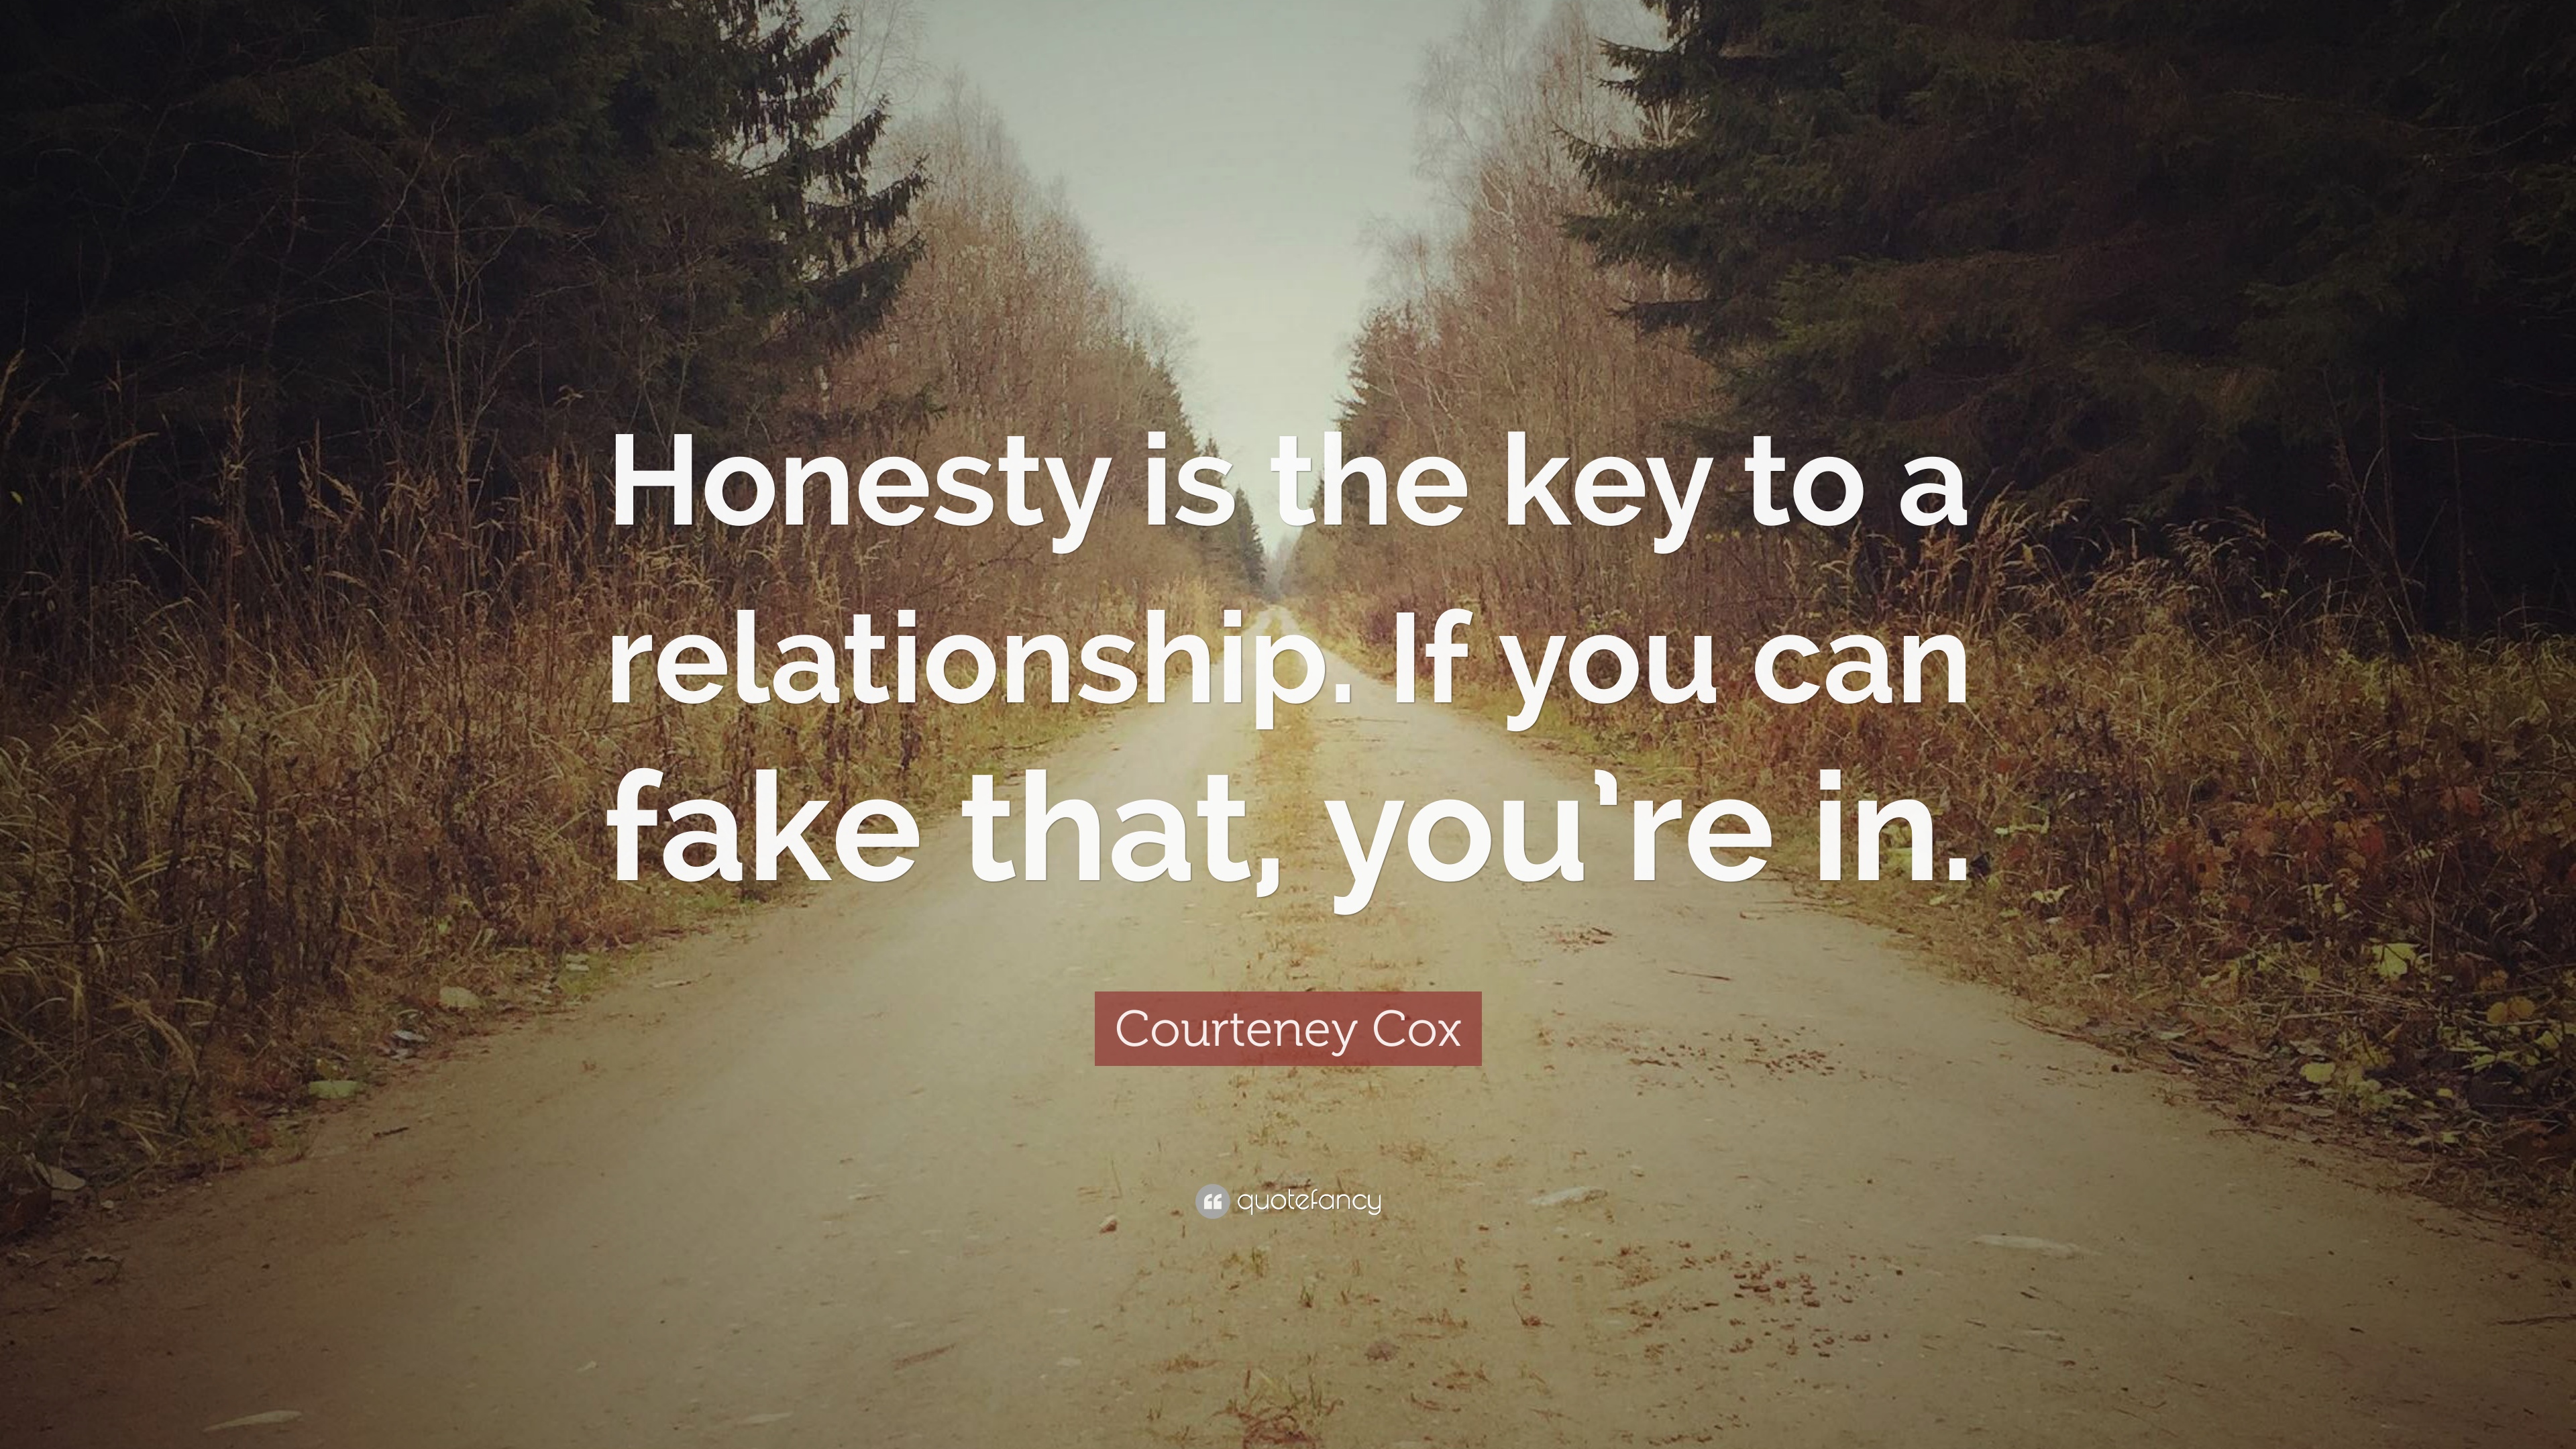 Honesty is the key to a
relationship. If you can
fake that, you’re in.
Courteney Cox
quotefancy